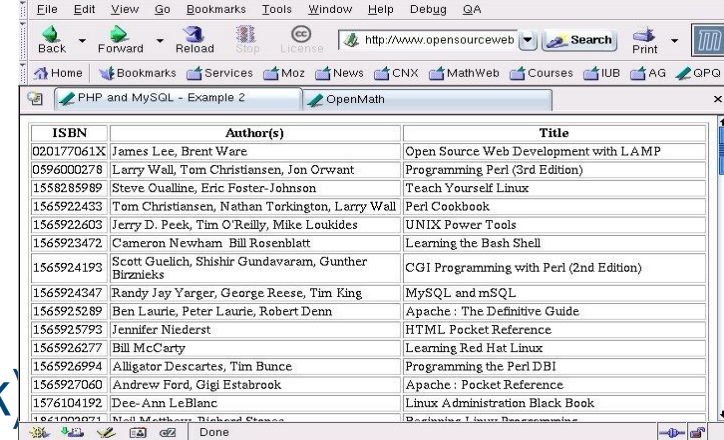 File Edit View Go Bookmarks Tools Window Help Debug QA
Back Forward Reload Stop License http://www.opensourceweb Search Print
Home Bookmarks Services Moz News CNX MathWeb Courses IUB AG QPQ
PHP and MySQL - Example 2 OpenMath
ISBN Author(s) Title
020177061X James Lee, Brent Ware Open Source Web Development with LAMP
0596000278 Larry Wall, Tom Christiansen, Jon Orwant Programming Perl (3rd Edition)
1558285989 Steve Oualline, Eric Foster-Johnson Teach Yourself Linux
1565922433 Tom Christiansen, Nathan Torkington, Larry Wall Perl Cookbook
1565922603 Jerry D. Peek, Tim O'Reilly, Mike Loukides UNIX Power Tools
1565923472 Cameron Newham Bill Rosenblatt Learning the Bash Shell
1565924193 Scott Guelich, Shishir Gundavaram, Gunther CGI Programming with Perl (2nd Edition)
Birznieks
1565924347 Randy Jay Yarger, George Reese, Tim King MySQL and mSQL
1565925289 Ben Laurie, Peter Laurie, Robert Denn Apache : The Definitive Guide
1565925793 Jennifer Niederst HTML Pocket Reference
1565926277 Bill McCarty Learning Red Hat Linux
1565926994 Alligator Descartes, Tim Bunce Programming the Perl DBI
1565927060 Andrew Ford, Gigi Estabrook Apache : Pocket Reference
k)
1576104192 Dee-Ann LeBlanc Linux Administration Black Book
1861002971 Neil Matthew, Richard Stones Beginning Linux Programming
Done